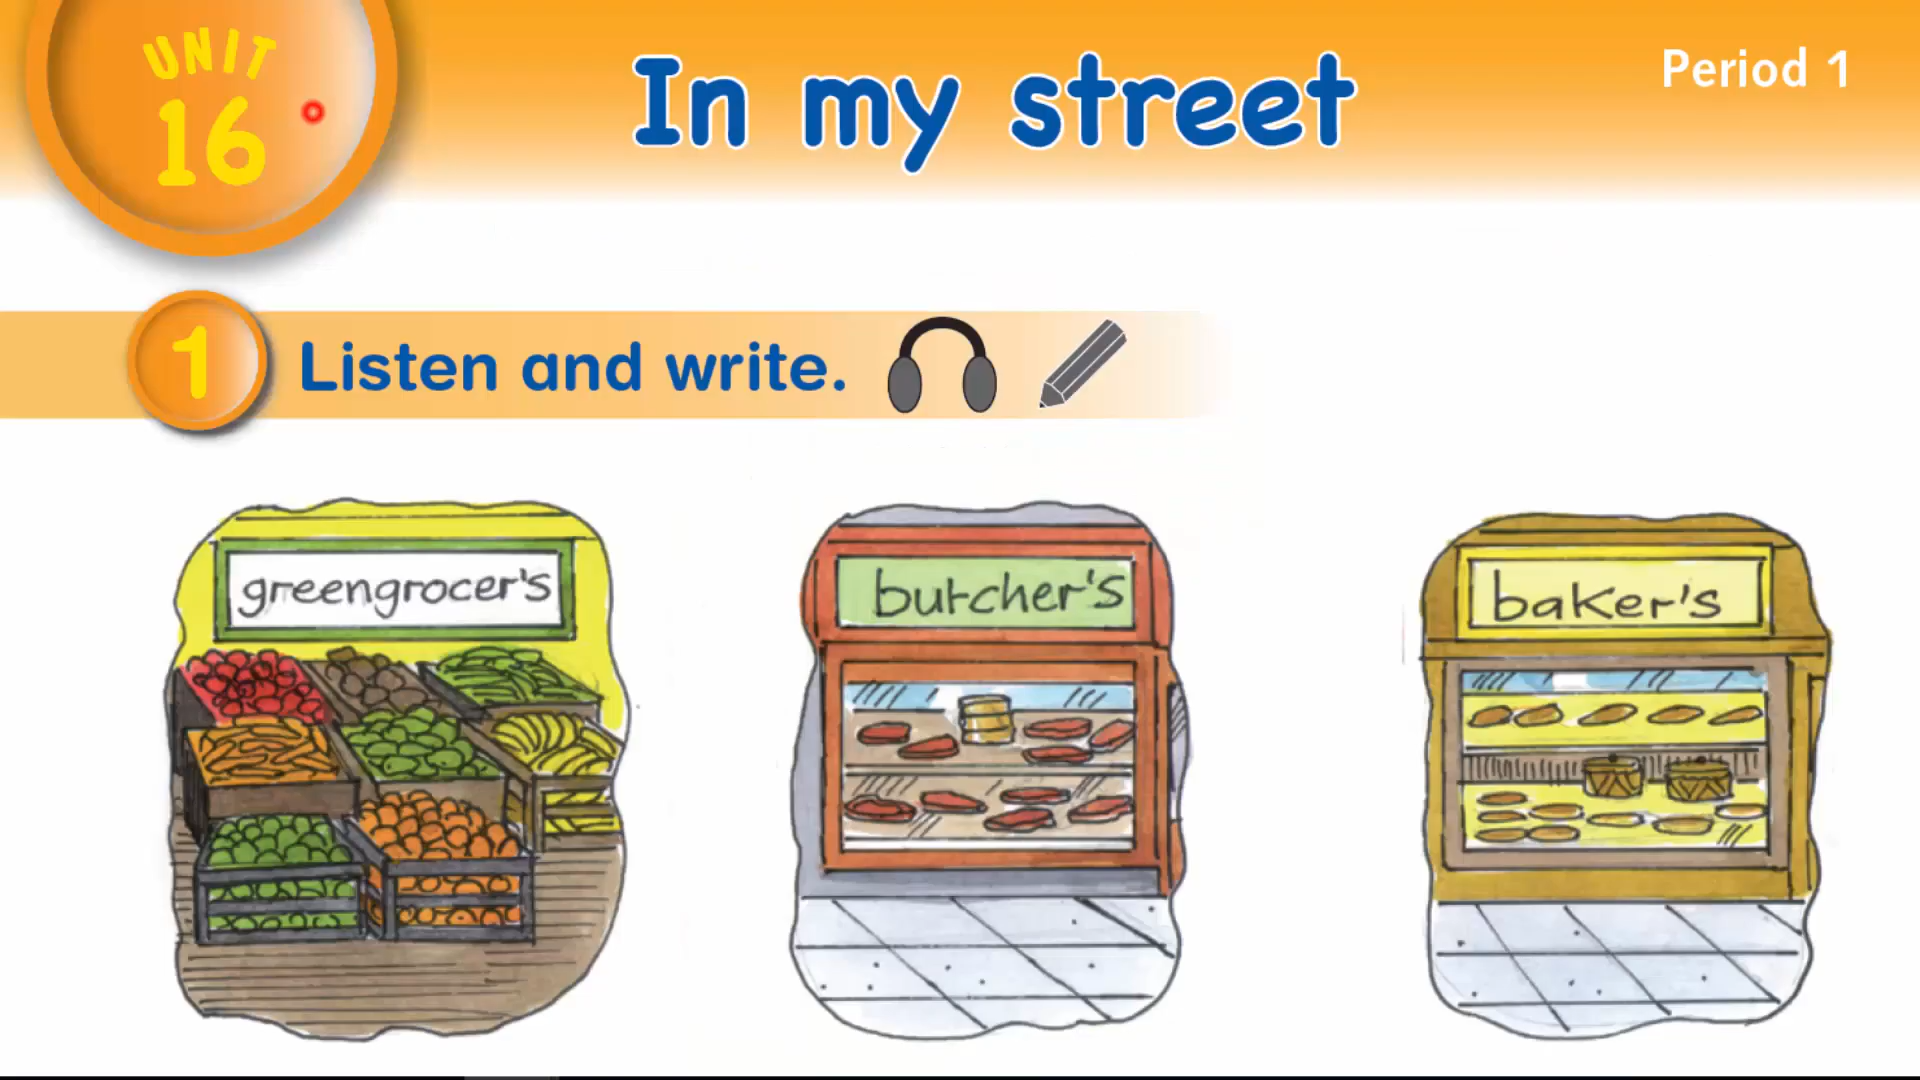 UNIT
16
In my street
Period 1
1 Listen and write.
greengrocer's
butcher's
baker's